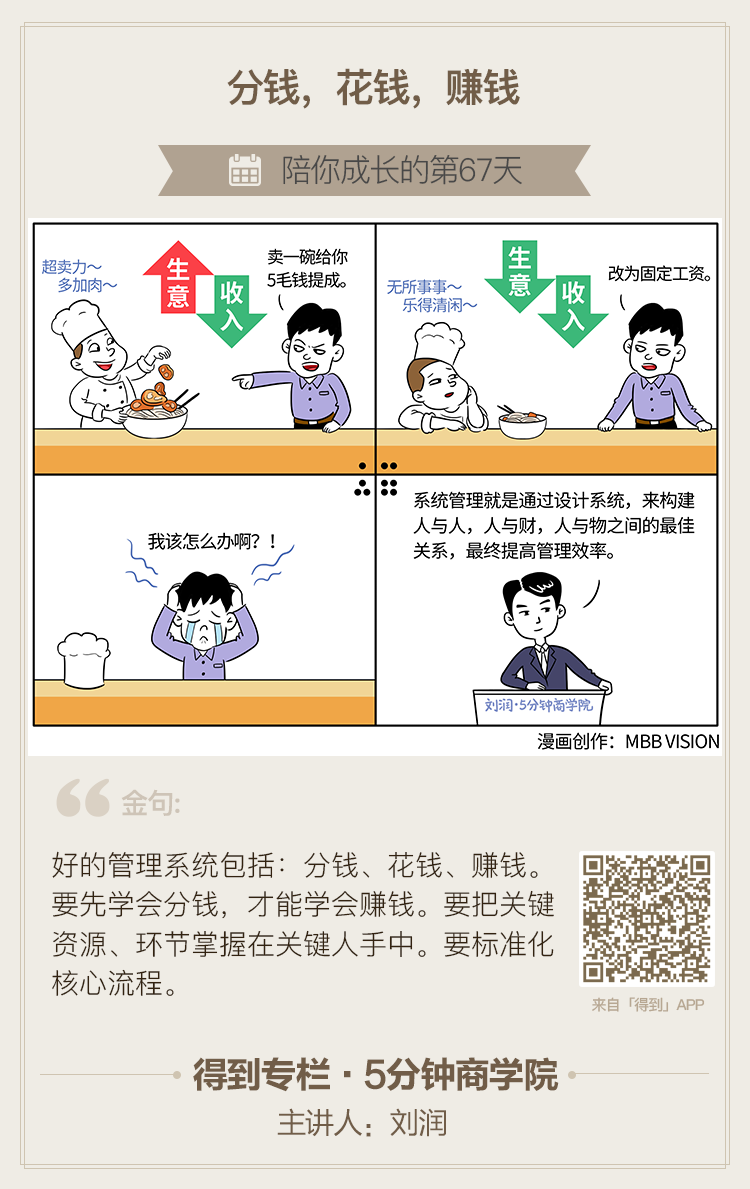 分钱，花钱，赚钱
陪你成长的第67天
超卖力～
多加肉～
生意
收入
卖一碗给你
5毛钱提成。
无所事事～
乐得清闲～
生意
收入
改为固定工资。
我该怎么办啊？！
系统管理就是通过设计系统，来构建
人与人，人与财，人与物之间的最佳
关系，最终提高管理效率。
刘润·5分钟商学院
漫画创作：MBB VISION
金句:
好的管理系统包括：分钱、花钱、赚钱。
要先学会分钱，才能学会赚钱。要把关键
资源、环节掌握在关键人手中。要标准化
核心流程。
来自「得到」APP
得到专栏·5分钟商学院
主讲人：刘润